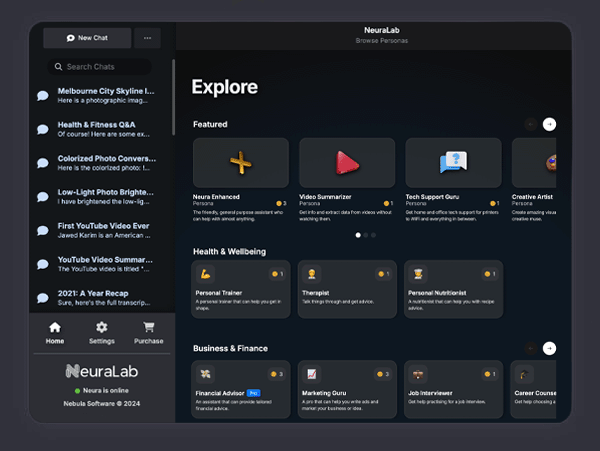 New Chat
Search Chats
Melbourne City Skyline I...
Here is a photographic imag...
Health & Fitness Q&A
Of course! Here are some ex...
Colorized Photo Convers...
Here is the colorized photo: !...
Low-Light Photo Brighte...
I have brightened the low-lig...
First YouTube Video Ever
Jawed Karim is an American ...
YouTube Video Summar...
The YouTube video is titled "...
2021: A Year Recap
Sure, here's the full transcrip...
Home
Settings
Purchase
NeuraLab
Neura is online
Nebula Software © 2024
NeuraLab
Browse Personas
Explore
Featured
Neura Enhanced
Persona
3
The friendly, general purpose assistant who
can help with almost anything.
Video Summarizer
Persona
3
Get info and extract data from videos without
watching them.
Tech Support Guru
Persona
1
Get home and office tech support for printers
to WiFi and everything in between.
Creative Artist
Persona
Create amazing visua
creative muse.
Health & Wellbeing
1
Personal Trainer
A personal trainer that can help you get in
shape.
1
Therapist
Talk things through and get advice.
1
Personal Nutritionist
A nutritionist that can help you with recipe
advice.
Business & Finance
3
Financial Advisor Pro
An assistant that can provide tailored
financial advice.
3
Marketing Guru
A pro that can help you write ads and
market your business or idea.
1
Job Interviewer
Get help practising for a job interview.
Career Counse
Get help choosing a